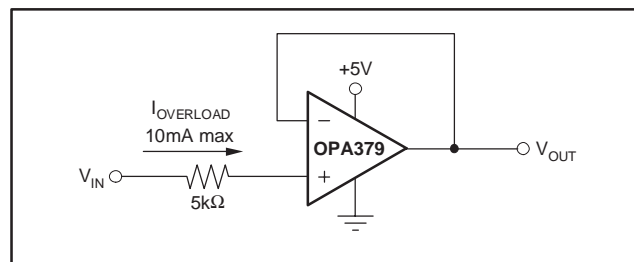 +5V
I_OVERLOAD
10mA max
−
OPA379
V_OUT
V_IN
+
5kΩ